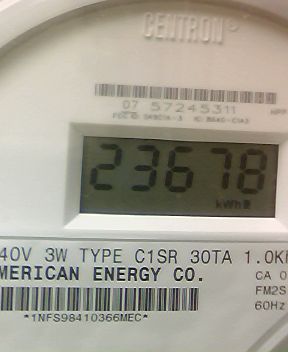 CENTRON
07 57245311
23678
kWh
40V 3W TYPE C1SR 30TA 1.0K
MERICAN ENERGY CO.
CA 0
FM2S
60Hz
*1NFS98410366MEC*